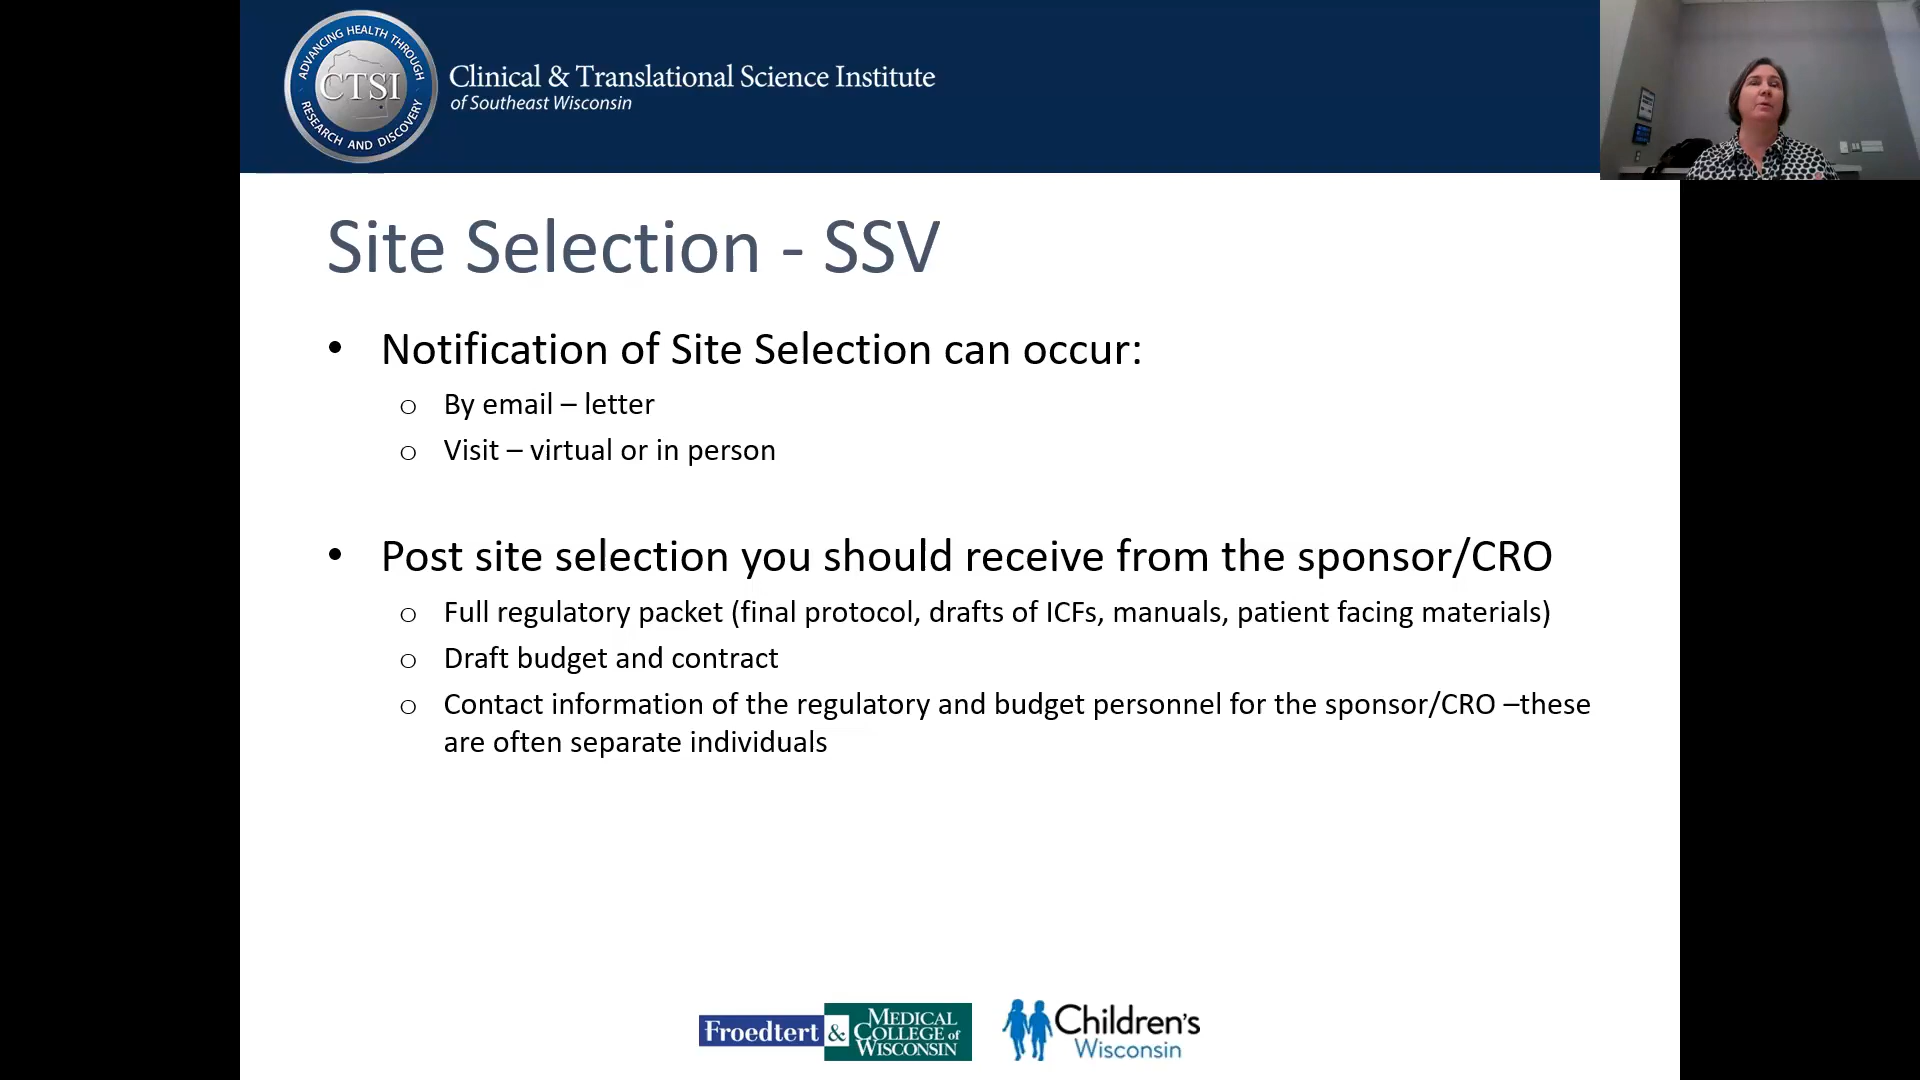 ADVANCING HEALTH THROUGH
CTSI
RESEARCH AND DISCOVERY
Clinical & Translational Science Institute
of Southeast Wisconsin
Site Selection - SSV
• Notification of Site Selection can occur:
o By email – letter
o Visit – virtual or in person
• Post site selection you should receive from the sponsor/CRO
o Full regulatory packet (final protocol, drafts of ICFs, manuals, patient facing materials)
o Draft budget and contract
o Contact information of the regulatory and budget personnel for the sponsor/CRO –these
are often separate individuals
Froedtert &
MEDICAL
COLLEGE of
WISCONSIN
Children's
Wisconsin